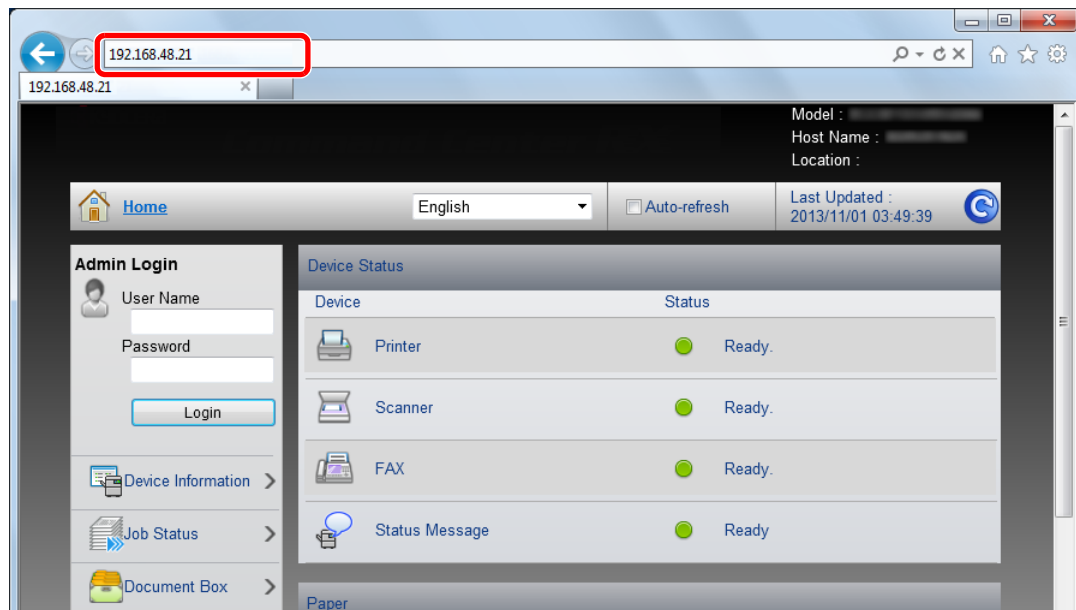 192.168.48.21
192.168.48.21
Model :
Host Name :
Location :
Home
English
Auto-refresh
Last Updated :
2013/11/01 03:49:39
Admin Login
User Name
Password
Login
Device Information
Job Status
Document Box
Device Status
Device Status
Printer Ready.
Scanner Ready.
FAX Ready.
Status Message Ready
Paper